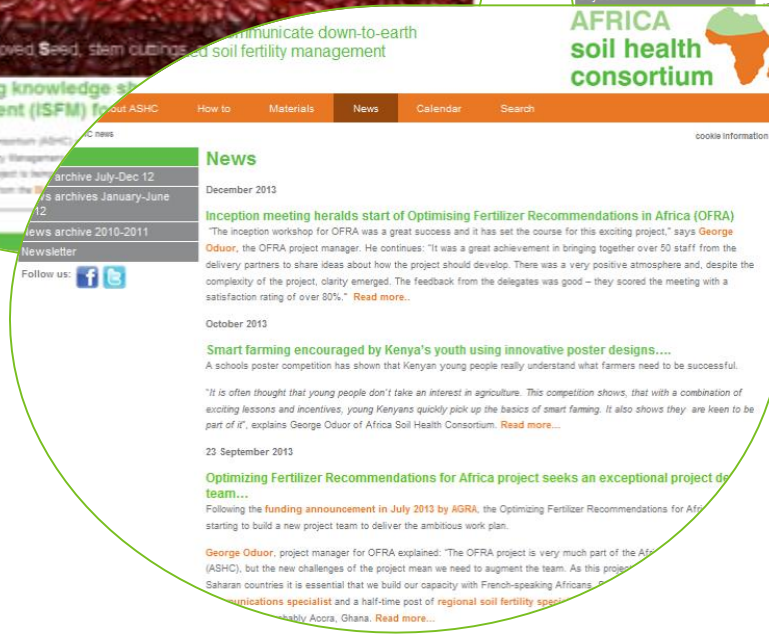 ommunicate down-to-earth
ed soil fertility management
AFRICA
soil health
consortium
oved Seed, stem cuttings
g knowledge sh
ent (ISFM) fo
out ASHC How to Materials News Calendar Search
C news
cookie information
archive July-Dec 12
ws archives January-June
12
News archive 2010-2011
Newsletter
Follow us:
News
December 2013
Inception meeting heralds start of Optimising Fertilizer Recommendations in Africa (OFRA)
"The inception workshop for OFRA was a great success and it has set the course for this exciting project," says George
Oduor, the OFRA project manager. He continues: "It was a great achievement in bringing together over 50 staff from the
delivery partners to share ideas about how the project should develop. There was a very positive atmosphere and, despite the
complexity of the project, clarity emerged. The feedback from the delegates was good – they scored the meeting with a
satisfaction rating of over 80%." Read more..
October 2013
Smart farming encouraged by Kenya's youth using innovative poster designs....
A schools poster competition has shown that Kenyan young people really understand what farmers need to be successful.
"It is often thought that young people don't take an interest in agriculture. This competition shows, that with a combination of
exciting lessons and incentives, young Kenyans quickly pick up the basics of smart faming. It also shows they are keen to be
part of it", explains George Oduor of Africa Soil Health Consortium. Read more...
23 September 2013
Optimizing Fertilizer Recommendations for Africa project seeks an exceptional project de
team...
Following the funding announcement in July 2013 by AGRA, the Optimizing Fertilizer Recommendations for Afri
starting to build a new project team to deliver the ambitious work plan.
George Oduor, project manager for OFRA explained: "The OFRA project is very much part of the Af
(ASHC), but the new challenges of the project mean we need to augment the team. As this projec
Saharan countries it is essential that we build our capacity with French-speaking Africans.
unications specialist and a half-time post of regional soil fertility speci
bably Accra, Ghana. Read more...